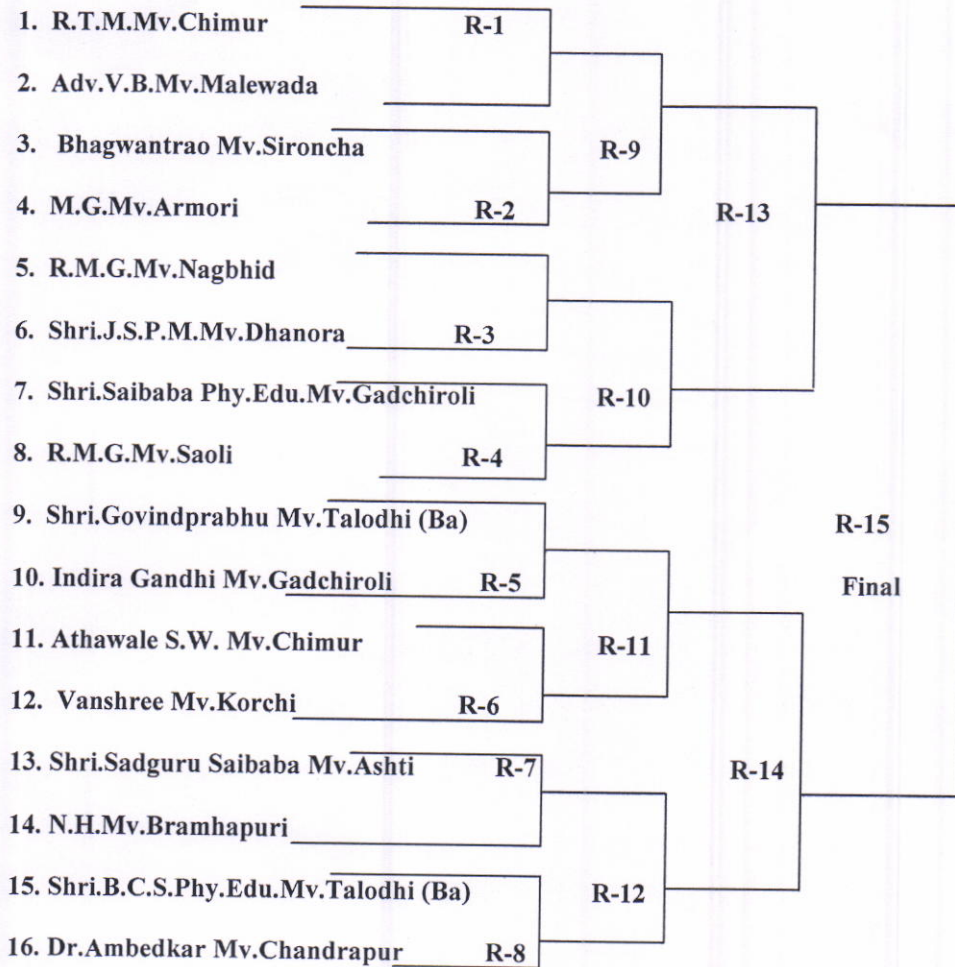 1. R.T.M.Mv.Chimur R-1
2. Adv.V.B.Mv.Malewada
3. Bhagwantrao Mv.Sironcha R-9
4. M.G.Mv.Armori R-2 R-13
5. R.M.G.Mv.Nagbhid
6. Shri.J.S.P.M.Mv.Dhanora R-3
7. Shri.Saibaba Phy.Edu.Mv.Gadchiroli R-10
8. R.M.G.Mv.Saoli R-4
9. Shri.Govindprabhu Mv.Talodhi (Ba) R-15
10. Indira Gandhi Mv.Gadchiroli R-5 Final
11. Athawale S.W. Mv.Chimur R-11
12. Vanshree Mv.Korchi R-6
13. Shri.Sadguru Saibaba Mv.Ashti R-7 R-14
14. N.H.Mv.Bramhapuri
15. Shri.B.C.S.Phy.Edu.Mv.Talodhi (Ba) R-12
16. Dr.Ambedkar Mv.Chandrapur R-8